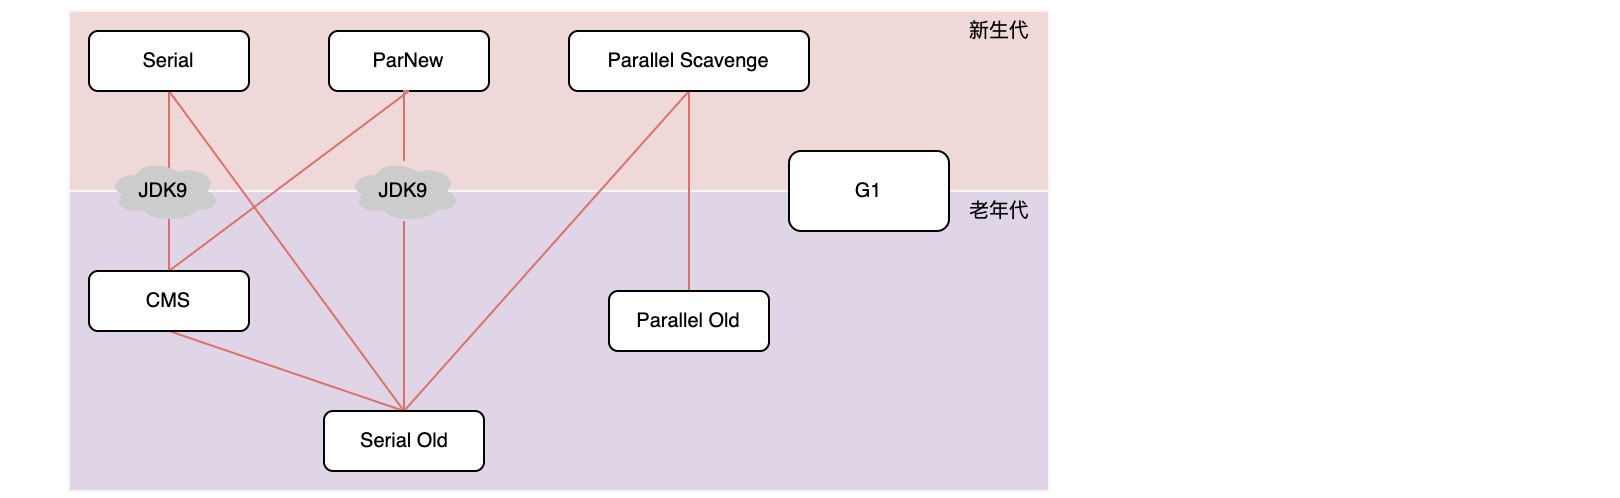 新生代
Serial
ParNew
Parallel Scavenge
JDK9
JDK9
G1
老年代
CMS
Parallel Old
Serial Old